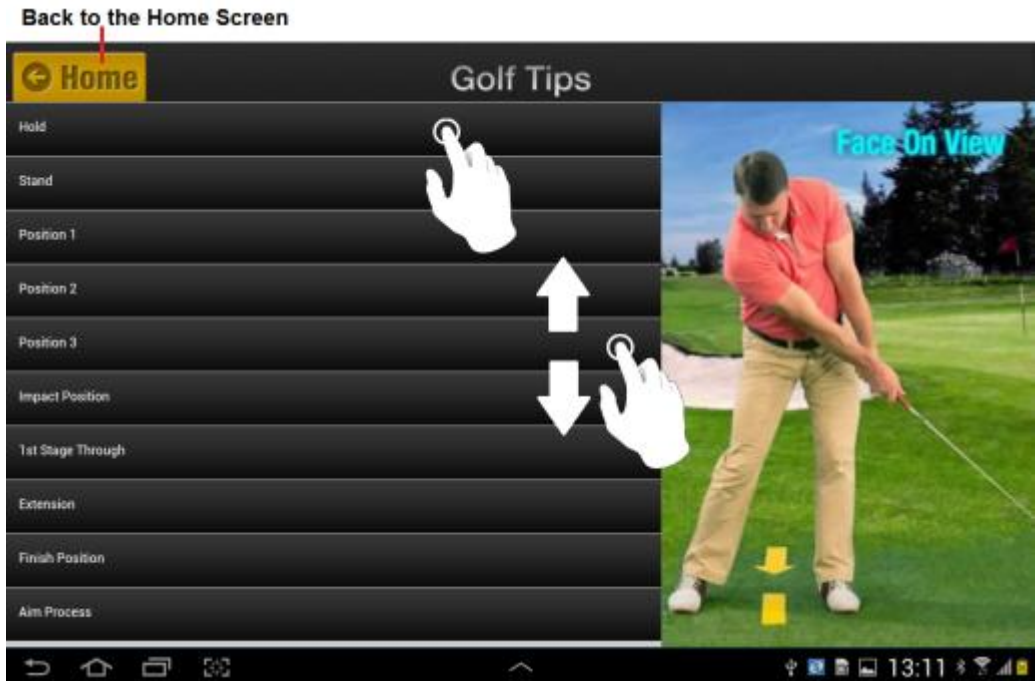 Back to the Home Screen
Home
Golf Tips
Hold
Face On View
Stand
Position 1
Position 2
Position 3
Impact Position
1st Stage Through
Extension
Finish Position
Aim Process
13:11